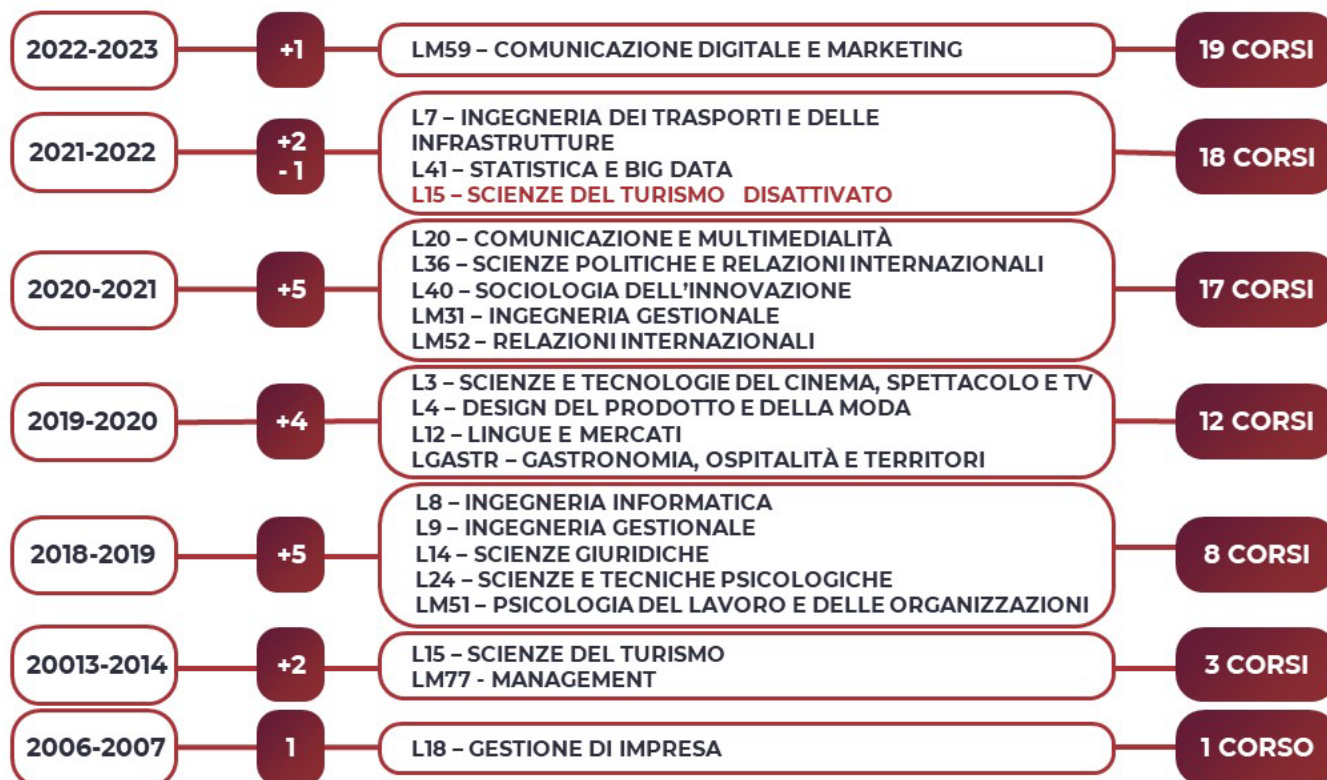 2022-2023
+1
LM59 – COMUNICAZIONE DIGITALE E MARKETING
19 CORSI
2021-2022
+2
- 1
L7 – INGEGNERIA DEI TRASPORTI E DELLE
INFRASTRUTTURE
L41 – STATISTICA E BIG DATA
L15 – SCIENZE DEL TURISMO DISATTIVATO
18 CORSI
2020-2021
+5
L20 – COMUNICAZIONE E MULTIMEDIALITÀ
L36 – SCIENZE POLITICHE E RELAZIONI INTERNAZIONALI
L40 – SOCIOLOGIA DELL'INNOVAZIONE
LM31 – INGEGNERIA GESTIONALE
LM52 – RELAZIONI INTERNAZIONALI
17 CORSI
2019-2020
+4
L3 – SCIENZE E TECNOLOGIE DEL CINEMA, SPETTACOLO E TV
L4 – DESIGN DEL PRODOTTO E DELLA MODA
L12 – LINGUE E MERCATI
LGASTR – GASTRONOMIA, OSPITALITÀ E TERRITORI
12 CORSI
2018-2019
+5
L8 – INGEGNERIA INFORMATICA
L9 – INGEGNERIA GESTIONALE
L14 – SCIENZE GIURIDICHE
L24 – SCIENZE E TECNICHE PSICOLOGICHE
LM51 – PSICOLOGIA DEL LAVORO E DELLE ORGANIZZAZIONI
8 CORSI
20013-2014
+2
L15 – SCIENZE DEL TURISMO
LM77 - MANAGEMENT
3 CORSI
2006-2007
1
L18 – GESTIONE DI IMPRESA
1 CORSO